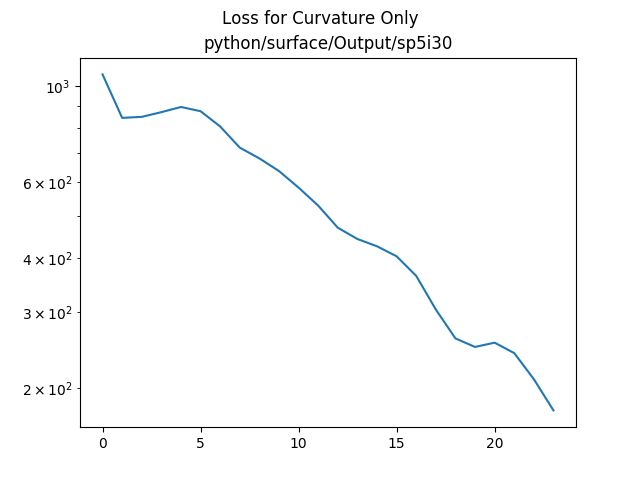 Loss for Curvature Only
python/surface/Output/sp5i30
10³
6 × 10²
4 × 10²
3 × 10²
2 × 10²
0 5 10 15 20